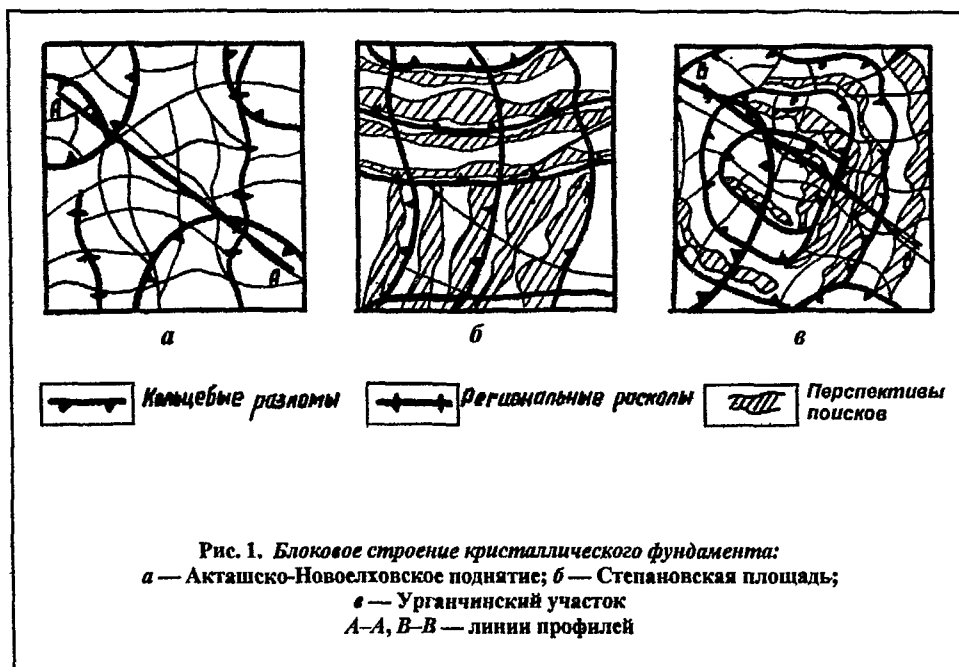 А
А
В
а
б
в
Кольцевые разломы
Региональные расколы
Перспективы
поисков
Рис. 1. Блоковое строение кристаллического фундамента:
а — Акташско-Новоелховское поднятие; б — Степановская площадь;
в — Урганчинский участок
А–А, В–В — линии профилей